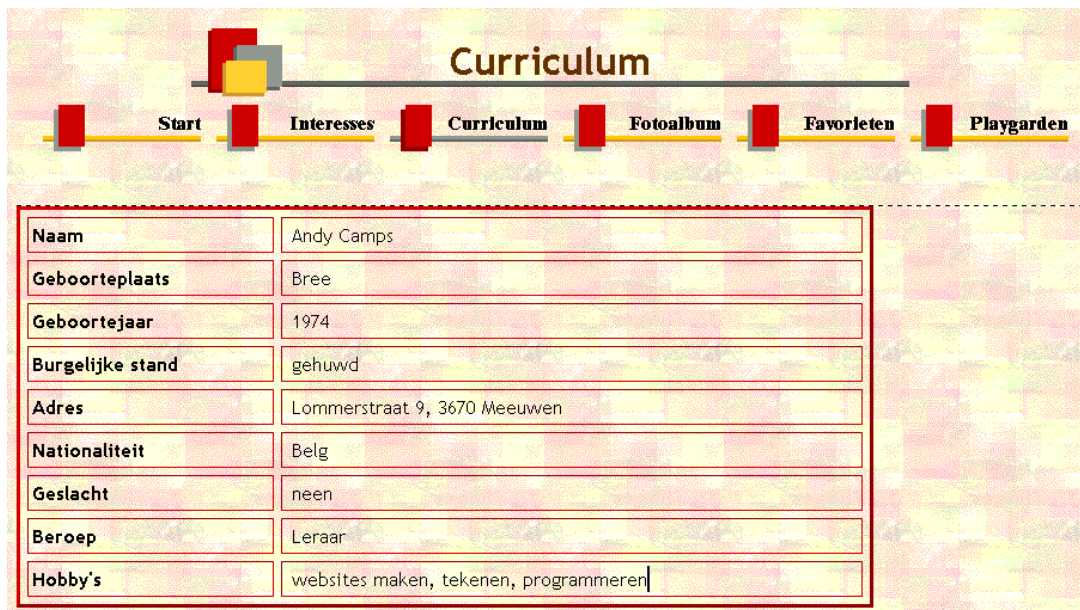 Curriculum
Start Interesses Curriculum Fotoalbum Favorieten Playgarden
Naam Andy Camps
Geboorteplaats Bree
Geboortejaar 1974
Burgelijke stand gehuwd
Adres Lommerstraat 9, 3670 Meeuwen
Nationaliteit Belg
Geslacht neen
Beroep Leraar
Hobby's websites maken, tekenen, programmeren